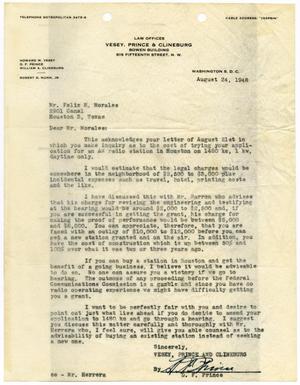 TELEPHONE METROPOLITAN 3473-4
CABLE ADDRESS "VESPRIN"
LAW OFFICES
VESEY, PRINCE & CLINEBURG
BOWEN BUILDING
815 FIFTEENTH STREET, N. W.
WASHINGTON 5, D. C.
HOWARD W. VESEY
G. F. PRINCE
WILLIAM A. CLINEBURG
ROBERT D. NUNN, JR
August 24, 1948
Mr. Felix H. Morales
2901 Canal
Houston 3, Texas
Dear Mr. Morales:
This acknowledges your letter of August 21st in
which you make inquiry as to the cost of trying your
application for an AM radio station in Houston on 1480 kc, 1 kw,
daytime only.
I would estimate that the legal charges would be
somewhere in the neighborhood of $2,500 to $3,000 plus
incidental expenses such as travel, hotel, printing costs
and the like.
I have discussed this with Mr. Barron who advises
that his charge for revising the engineering and testifying
at the hearing would be around $2,000 to $2,500 and, if
you are successful in getting the grant, his charge for
making the proof of performance would be between
and You can appreciate, therefore, that you are
faced with an outlay of $10,000 to $12,000 before you can
get a new station granted and on the air. In addition, you
have the cost of construction which is up between 50% and
100% over what it was two or three years ago.
If you can buy a station in Houston and get the
benefit of a going business, I believe it would be advisable
to do so. No one can assure you a victory if we go to
hearing. The outcome of any proceeding before the Federal
Communications Commission is a gamble and since you have no
radio operating experience we might have difficulty getting
you a grant.
I want to be perfectly fair with you and desire to
point out just what lies ahead if you do decide to amend your
application to 1480 kc and go through a hearing. I suggest
you discuss this matter carefully and thoroughly with Mr.
Herrera who, I feel sure, will give you sound counsel as to the
advisability of buying an existing station instead of seeking
a new one.
Sincerely,
VESEY, PRINCE AND CLINEBURG
By
G. F. Prince
cc - Mr. Herrera